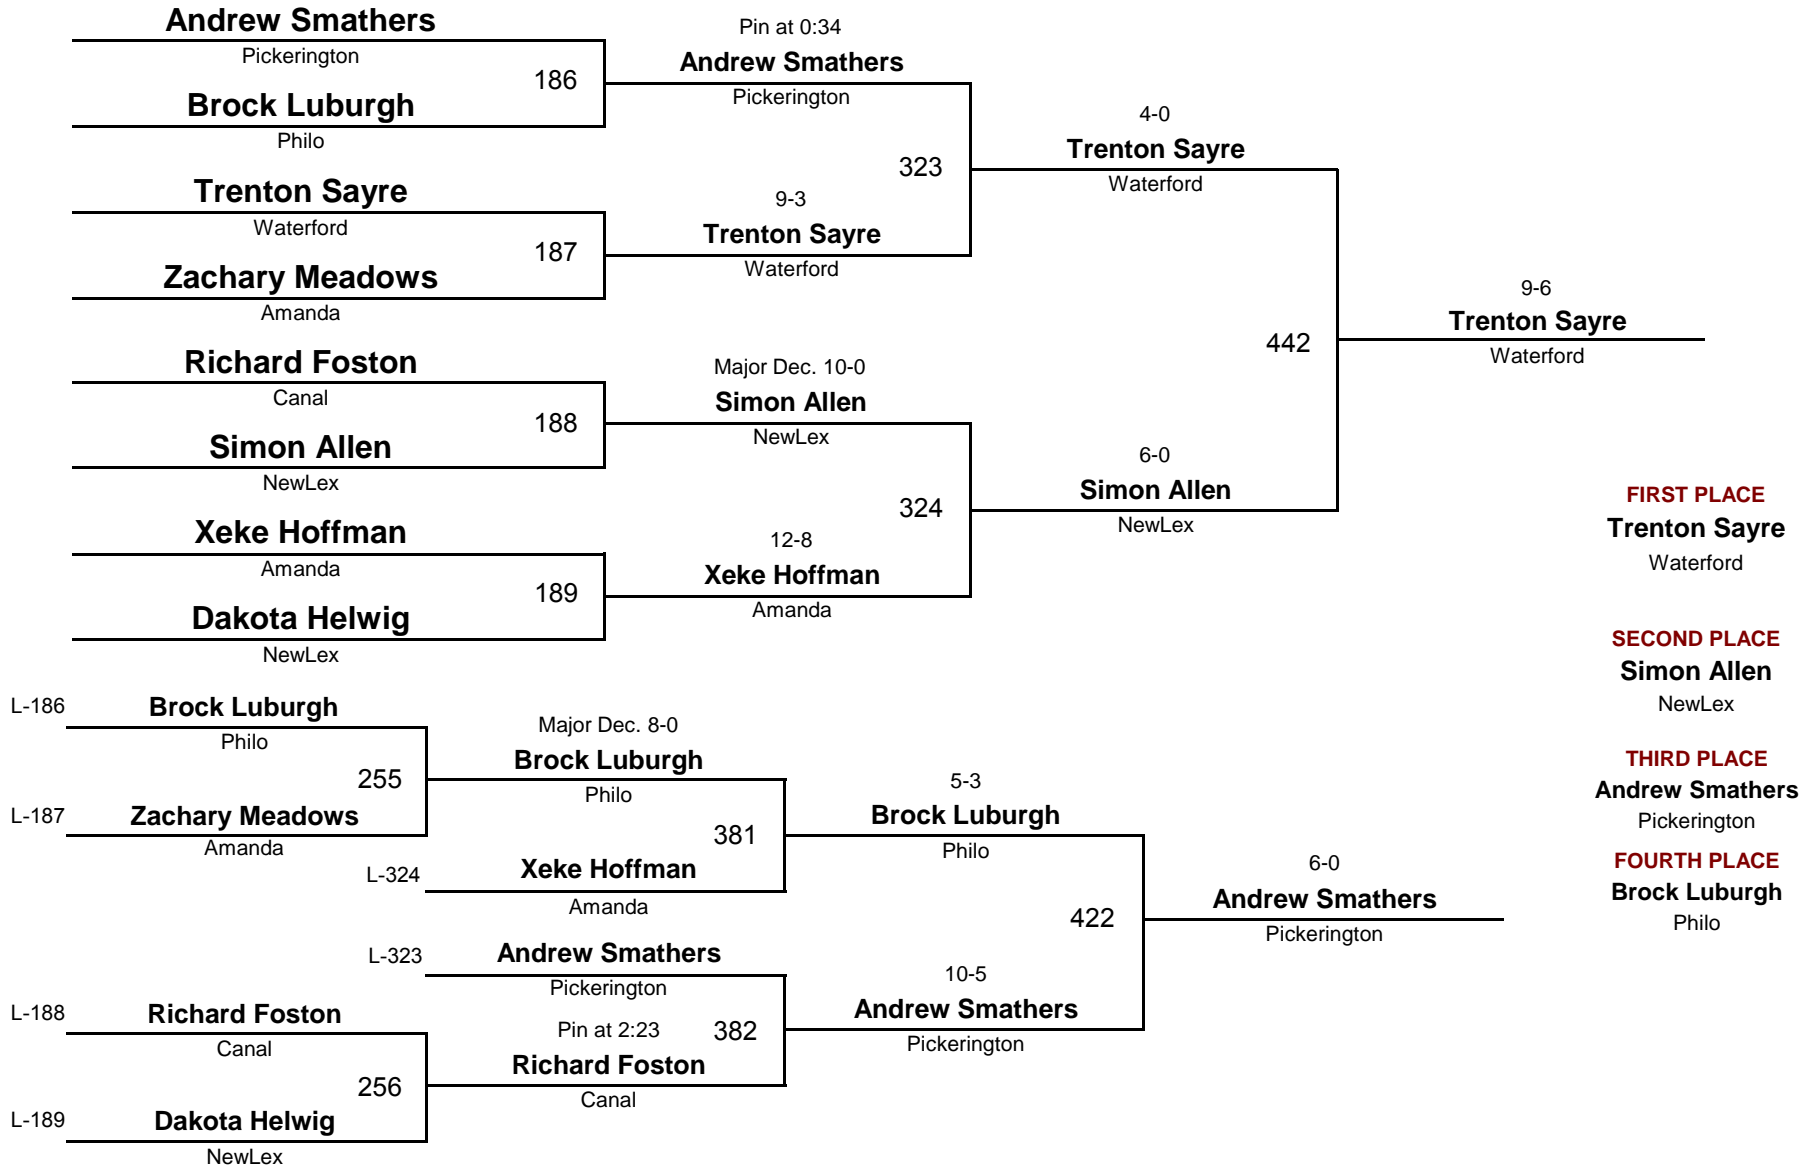 Andrew Smathers
Pickerington
186
Brock Luburgh
Philo
Pin at 0:34
Andrew Smathers
Pickerington
Trenton Sayre
Waterford
187
Zachary Meadows
Amanda
9-3
Trenton Sayre
Waterford
323
4-0
Trenton Sayre
Waterford
Richard Foston
Canal
188
Simon Allen
NewLex
Major Dec. 10-0
Simon Allen
NewLex
Xeke Hoffman
Amanda
189
Dakota Helwig
NewLex
12-8
Xeke Hoffman
Amanda
324
6-0
Simon Allen
NewLex
442
9-6
Trenton Sayre
Waterford
FIRST PLACE
Trenton Sayre
Waterford
SECOND PLACE
Simon Allen
NewLex
THIRD PLACE
Andrew Smathers
Pickerington
FOURTH PLACE
Brock Luburgh
Philo
L-186
Brock Luburgh
Philo
255
L-187
Zachary Meadows
Amanda
Major Dec. 8-0
Brock Luburgh
Philo
381
L-324
Xeke Hoffman
Amanda
5-3
Brock Luburgh
Philo
L-323
Andrew Smathers
Pickerington
382
L-188
Richard Foston
Canal
256
L-189
Dakota Helwig
NewLex
Pin at 2:23
Richard Foston
Canal
10-5
Andrew Smathers
Pickerington
422
6-0
Andrew Smathers
Pickerington